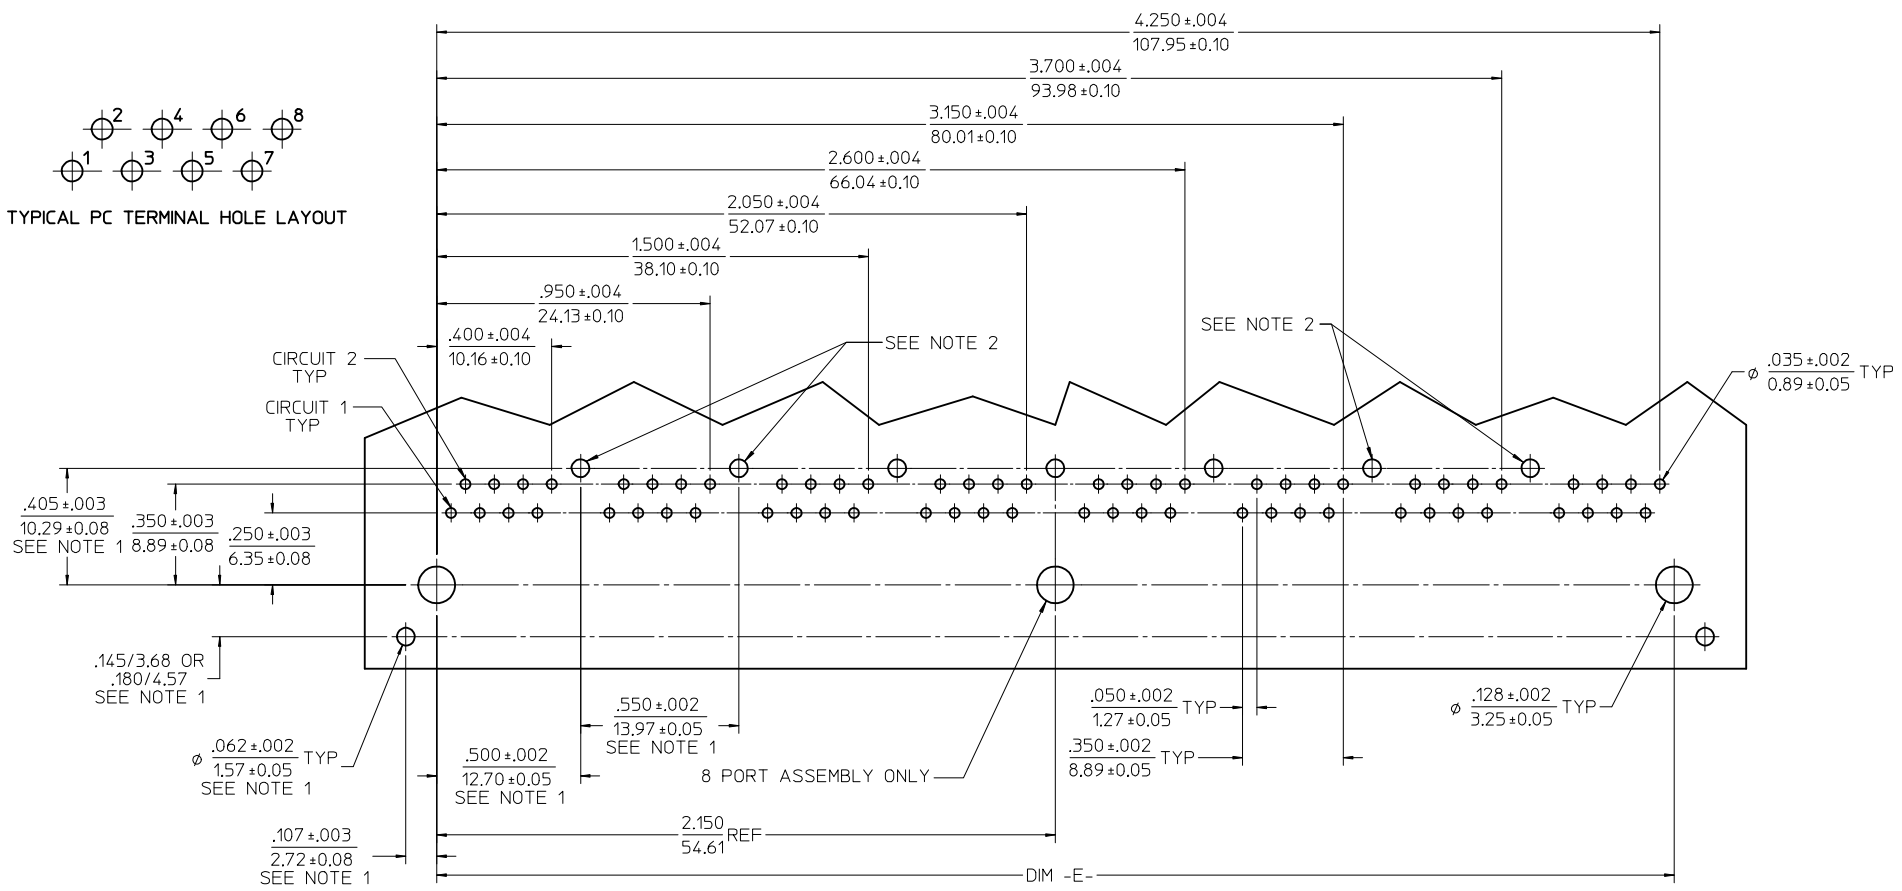 4.250±.004
107.95±0.10
3.700±.004
93.98±0.10
3.150±.004
80.01±0.10
2.600±.004
66.04±0.10
2.050±.004
52.07±0.10
1.500±.004
38.10±0.10
.950±.004
24.13±0.10
.400±.004
10.16±0.10
2 4 6 8
1 3 5 7
TYPICAL PC TERMINAL HOLE LAYOUT
SEE NOTE 2
SEE NOTE 2
CIRCUIT 2
TYP
CIRCUIT 1
TYP
⌀ .035±.002 TYP
0.89±0.05
.405±.003
10.29±0.08
SEE NOTE 1
.350±.003
8.89±0.08
.250±.003
6.35±0.08
.145/3.68 OR
.180/4.57
SEE NOTE 1
⌀ .062±.002 TYP
1.57±0.05
SEE NOTE 1
.107±.003
2.72±0.08
SEE NOTE 1
.500±.002
12.70±0.05
SEE NOTE 1
.550±.002
13.97±0.05
SEE NOTE 1
8 PORT ASSEMBLY ONLY
.050±.002 TYP
1.27±0.05
.350±.002 TYP
8.89±0.05
⌀ .128±.002 TYP
3.25±0.05
2.150 REF
54.61
DIM -E-